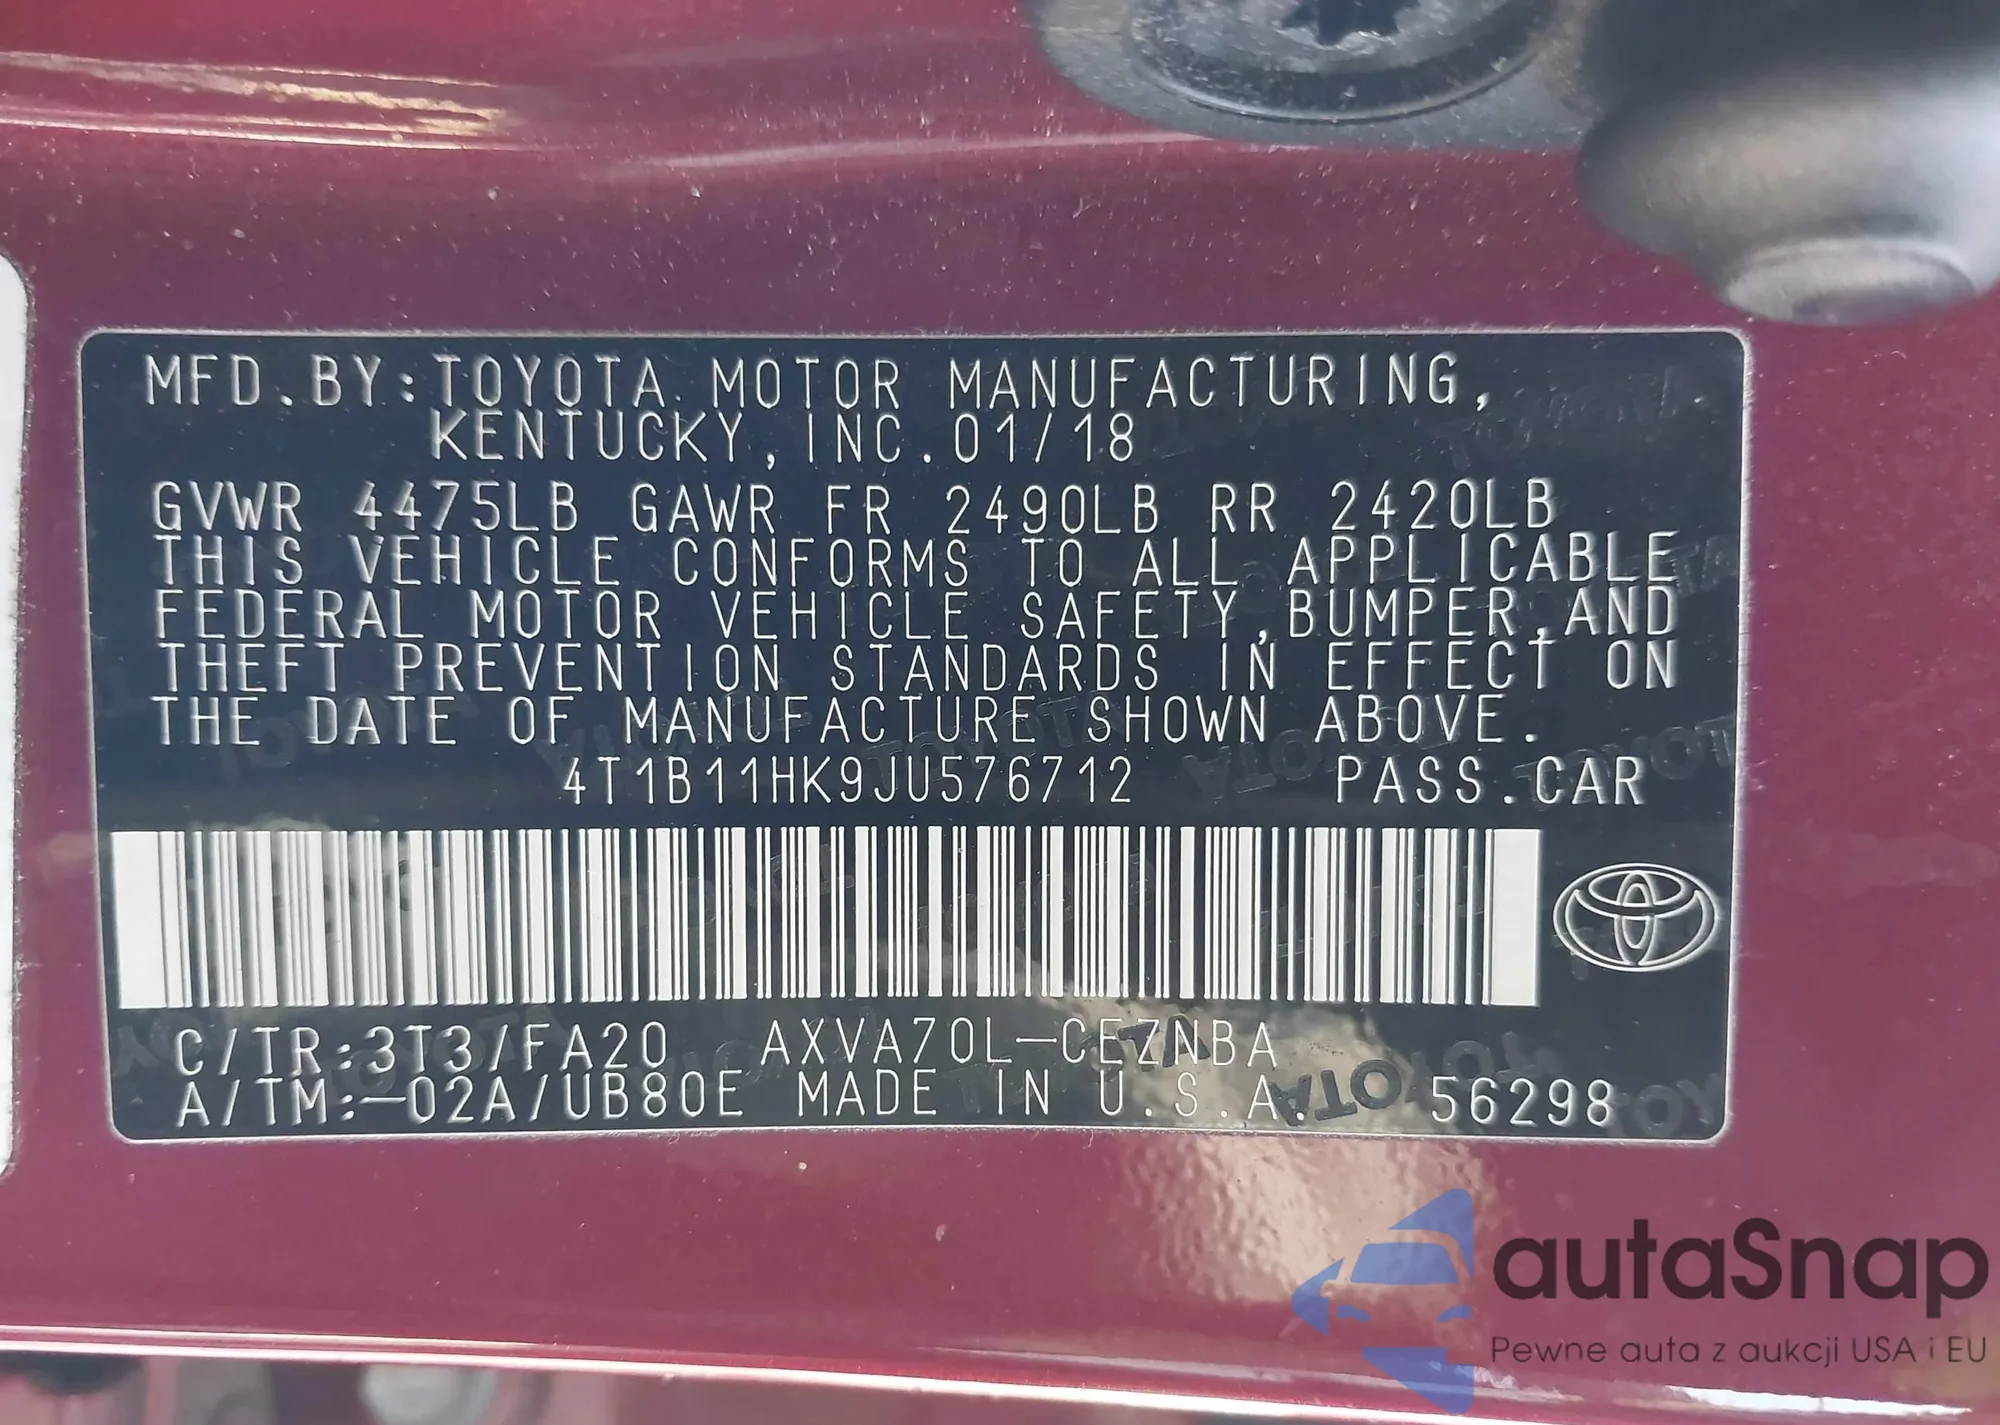 MFD.BY:TOYOTA MOTOR MANUFACTURING,
KENTUCKY,INC.01/18
GVWR 4475LB GAWR FR 2490LB RR 2420LB
THIS VEHICLE CONFORMS TO ALL APPLICABLE
FEDERAL MOTOR VEHICLE SAFETY,BUMPER,AND
THEFT PREVENTION STANDARDS IN EFFECT ON
THE DATE OF MANUFACTURE SHOWN ABOVE.
4T1B11HK9JU576712 PASS.CAR
C/TR:3T3/FA20 AXVA70L-CEZNBA
A/TM:-02A/UB80E MADE IN U.S.A. 56298
autaSnap
Pewne auta z aukcji USA i EU